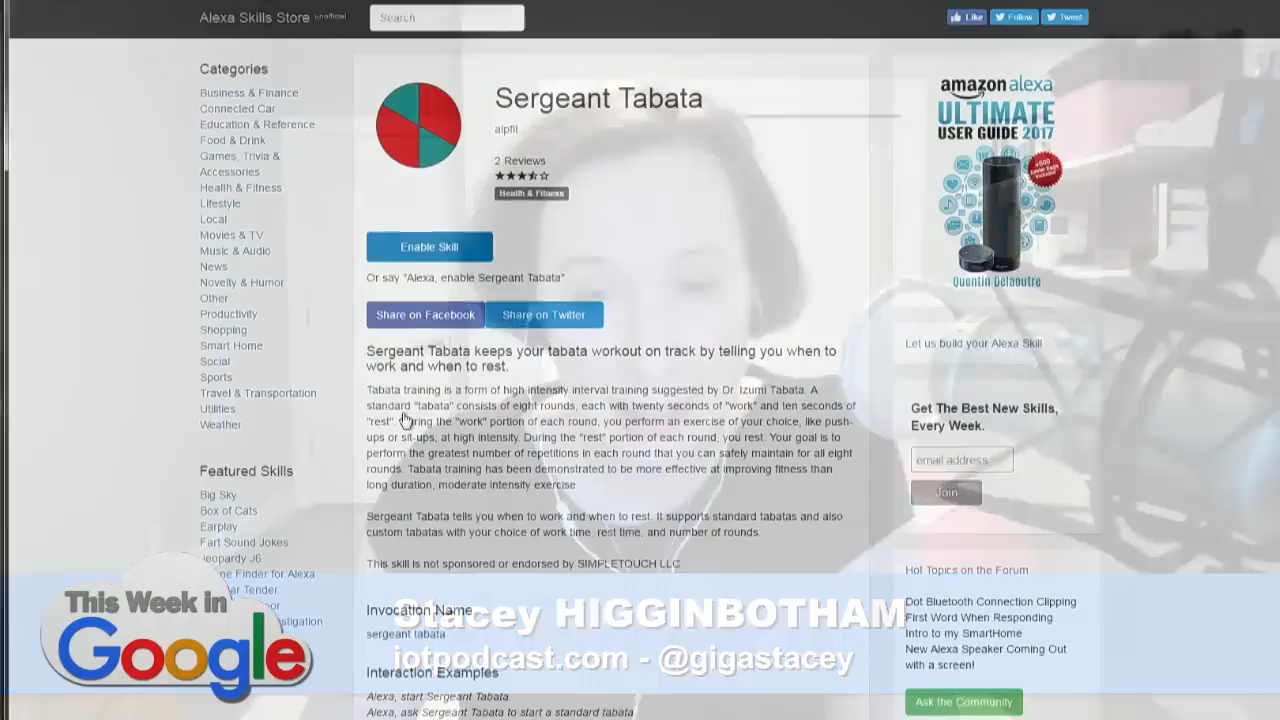 Alexa Skills Store unofficial
Search
Like
Follow
Tweet
Categories
Business & Finance
Connected Car
Education & Reference
Food & Drink
Games, Trivia &
Accessories
Health & Fitness
Lifestyle
Local
Movies & TV
Music & Audio
News
Novelty & Humor
Other
Productivity
Shopping
Smart Home
Social
Sports
Travel & Transportation
Utilities
Weather
Featured Skills
Big Sky
Box of Cats
Earplay
Fart Sound Jokes
Jeopardy J6
ne Finder for Alexa
ar Tender
or
estigation
Sergeant Tabata
alpfil
2 Reviews
Health & Fitness
Enable Skill
Or say "Alexa, enable Sergeant Tabata"
Share on Facebook
Share on Twitter
Sergeant Tabata keeps your tabata workout on track by telling you when to
work and when to rest.
Tabata training is a form of high intensity interval training suggested by Dr. Izumi Tabata. A
standard "tabata" consists of eight rounds, each with twenty seconds of "work" and ten seconds of
"rest". During the "work" portion of each round, you perform an exercise of your choice, like push-
ups or sit-ups, at high intensity. During the "rest" portion of each round, you rest. Your goal is to
perform the greatest number of repetitions in each round that you can safely maintain for all eight
rounds. Tabata training has been demonstrated to be more effective at improving fitness than
long duration, moderate intensity exercise
Sergeant Tabata tells you when to work and when to rest. It supports standard tabatas and also
custom tabatas with your choice of work time, rest time, and number of rounds.
This skill is not sponsored or endorsed by SIMPLETOUCH LLC
Invocation Name
sergeant tabata
Interaction Examples
Alexa, start Sergeant Tabata.
Alexa, ask Sergeant Tabata to start a standard tabata
amazon alexa
ULTIMATE
USER GUIDE 2017
+500
Quentin Delaoutre
Let us build your Alexa Skill
Get The Best New Skills,
Every Week.
email address
Join
Hot Topics on the Forum
Dot Bluetooth Connection Clipping
First Word When Responding
Intro to my SmartHome
New Alexa Speaker Coming Out
with a screen!
Ask the Community
This Week in
Google
Stacey HIGGINBOTHAM
iotpodcast.com - @gigastacey